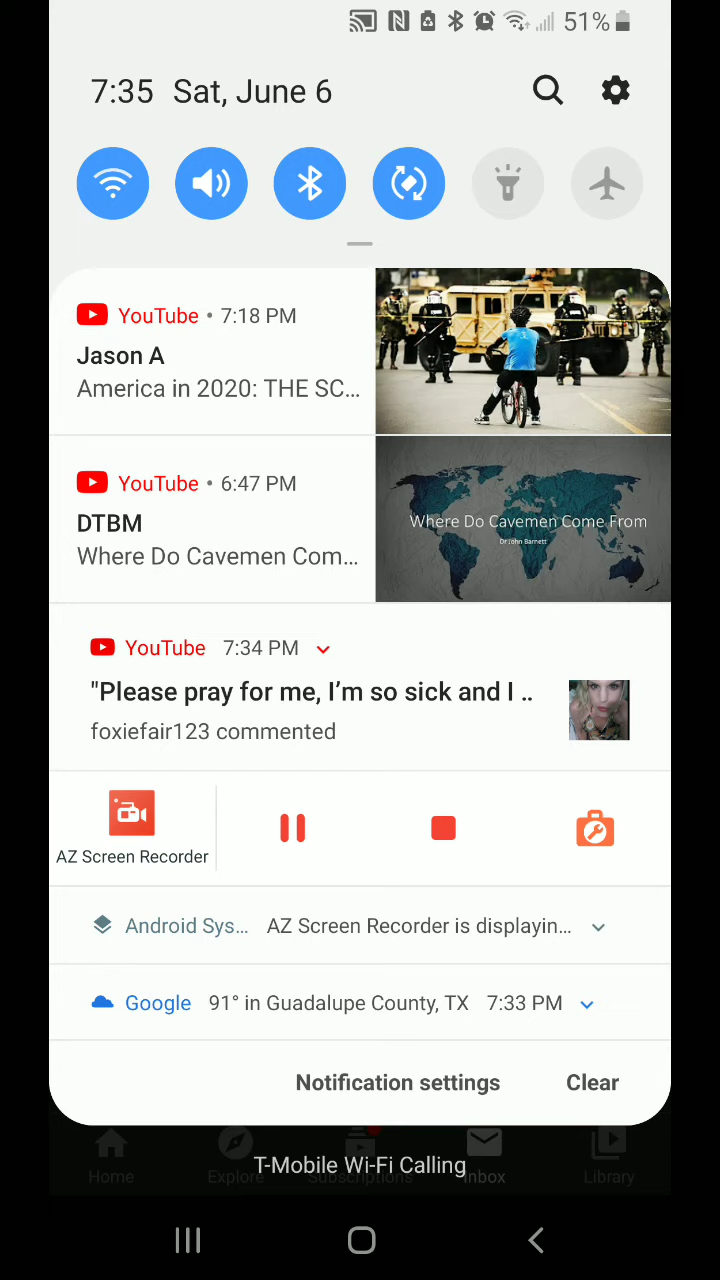 51%
7:35 Sat, June 6
YouTube • 7:18 PM
Jason A
America in 2020: THE SC...
YouTube • 6:47 PM
DTBM
Where Do Cavemen Com...
Where Do Cavemen Come From
Dr John Barnett
YouTube 7:34 PM
"Please pray for me, I’m so sick and I ..
foxiefair123 commented
AZ Screen Recorder
Android Sys... AZ Screen Recorder is displayin...
Google 91° in Guadalupe County, TX 7:33 PM
Notification settings Clear
T-Mobile Wi-Fi Calling
Home Explore Subscriptions Inbox Library